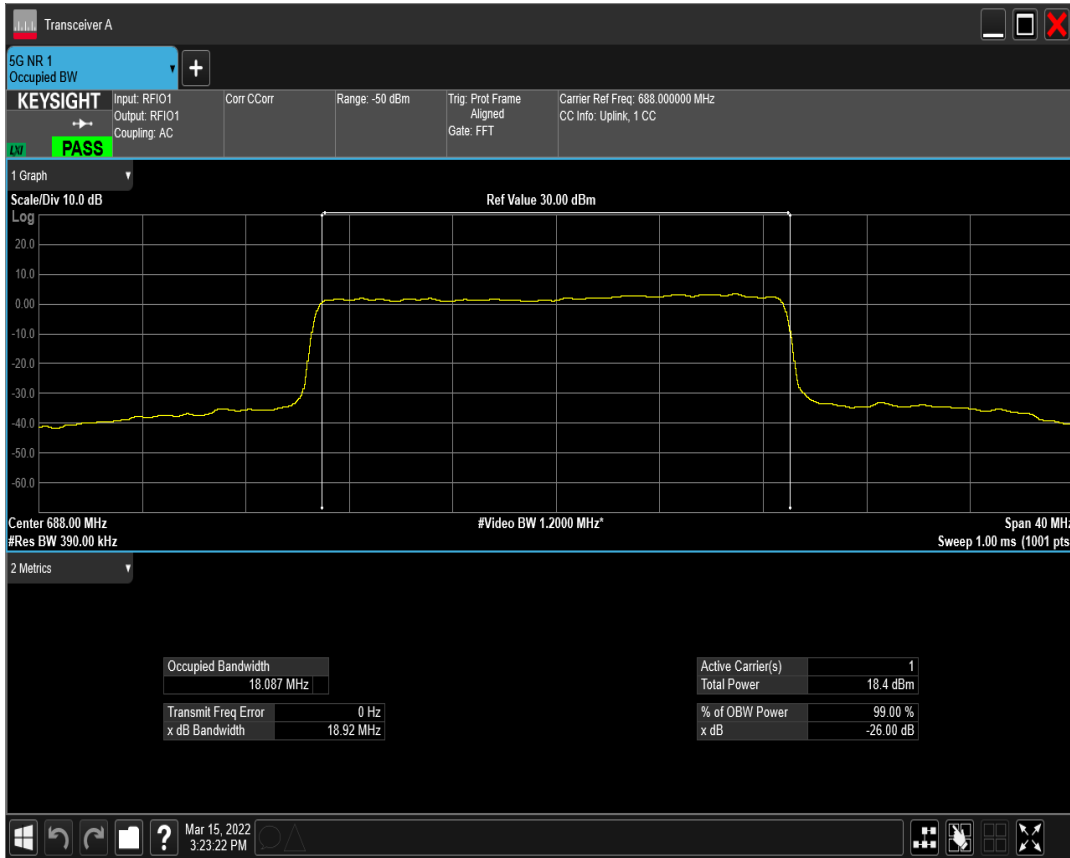 Transceiver A
5G NR 1
Occupied BW
KEYSIGHT
LXI
PASS
Input: RFIO1
Output: RFIO1
Coupling: AC
Corr CCorr
Range: -50 dBm
Trig: Prot Frame
Aligned
Gate: FFT
Carrier Ref Freq: 688.000000 MHz
CC Info: Uplink, 1 CC
1 Graph
Scale/Div 10.0 dB
Ref Value 30.00 dBm
Log
20.0
10.0
0.00
-10.0
-20.0
-30.0
-40.0
-50.0
-60.0
Center 688.00 MHz
#Video BW 1.2000 MHz*
Span 40 MHz
#Res BW 390.00 kHz
Sweep 1.00 ms (1001 pts
2 Metrics
Occupied Bandwidth
18.087 MHz
Transmit Freq Error 0 Hz
x dB Bandwidth 18.92 MHz
Active Carrier(s) 1
Total Power 18.4 dBm
% of OBW Power 99.00 %
x dB -26.00 dB
?
Mar 15, 2022
3:23:22 PM